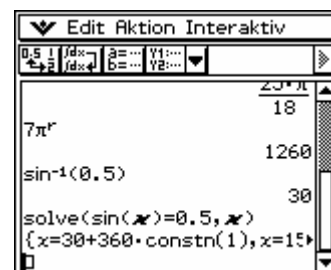 Edit Aktion Interaktiv
18
7πʳ
1260
sin⁻¹(0.5)
30
solve(sin(x)=0.5,x)
{x=30+360·constn(1),x=15